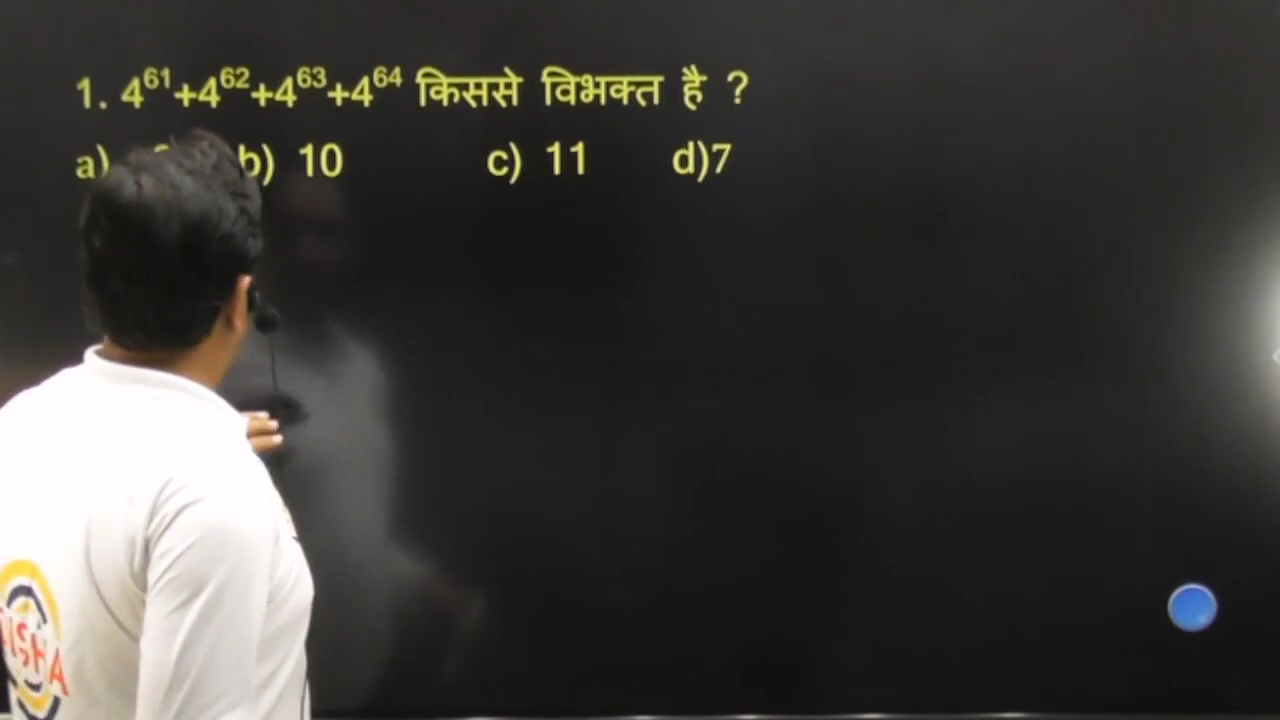 1. 4⁶¹+4⁶²+4⁶³+4⁶⁴ किससे विभक्त है ?
a) b) 10 c) 11 d)7